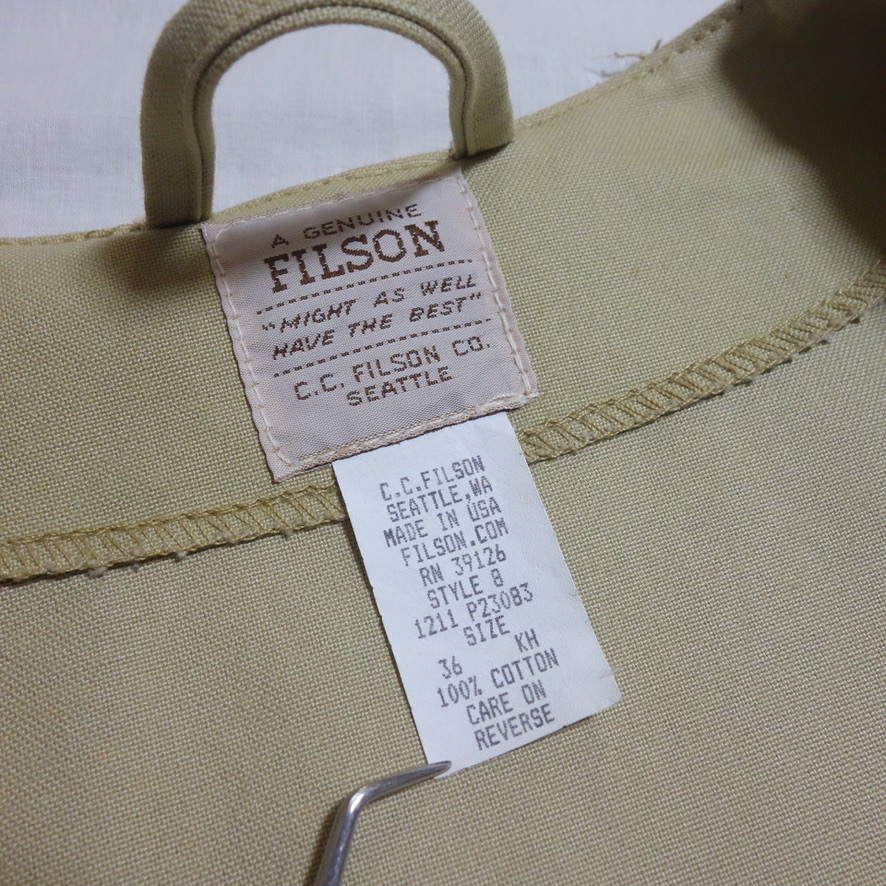 A GENUINE
FILSON
"MIGHT AS WELL
HAVE THE BEST"
C.C. FILSON CO.
SEATTLE
C.C.FILSON
SEATTLE,WA
MADE IN USA
FILSON.COM
RN 39126
STYLE 8
1211 P23083
SIZE
36 KH
100% COTTON
CARE ON
REVERSE